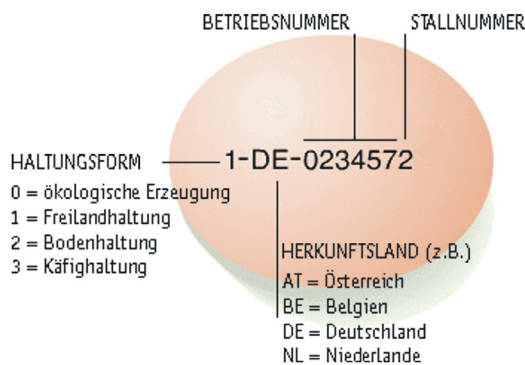 BETRIEBSNUMMER
STALLNUMMER
1-DE-0234572
HALTUNGSFORM
0 = ökologische Erzeugung
1 = Freilandhaltung
2 = Bodenhaltung
3 = Käfighaltung
HERKUNFTSLAND (z.B.)
AT = Österreich
BE = Belgien
DE = Deutschland
NL = Niederlande